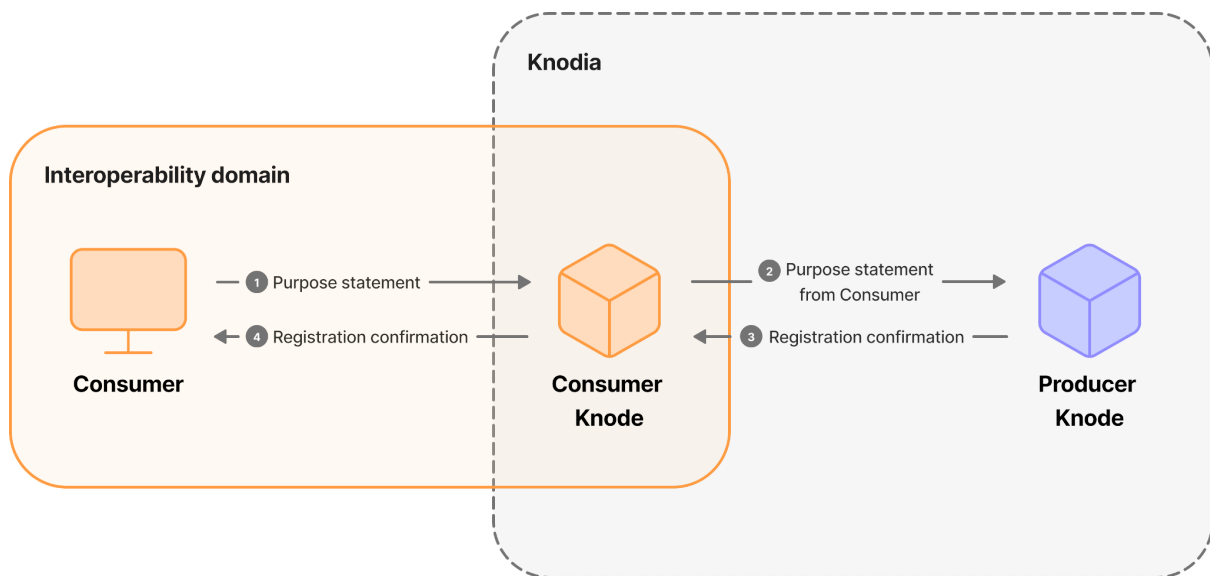 Knodia
Interoperability domain
1 Purpose statement
2 Purpose statement
from Consumer
4 Registration confirmation
3 Registration confirmation
Consumer
Consumer
Knode
Producer
Knode